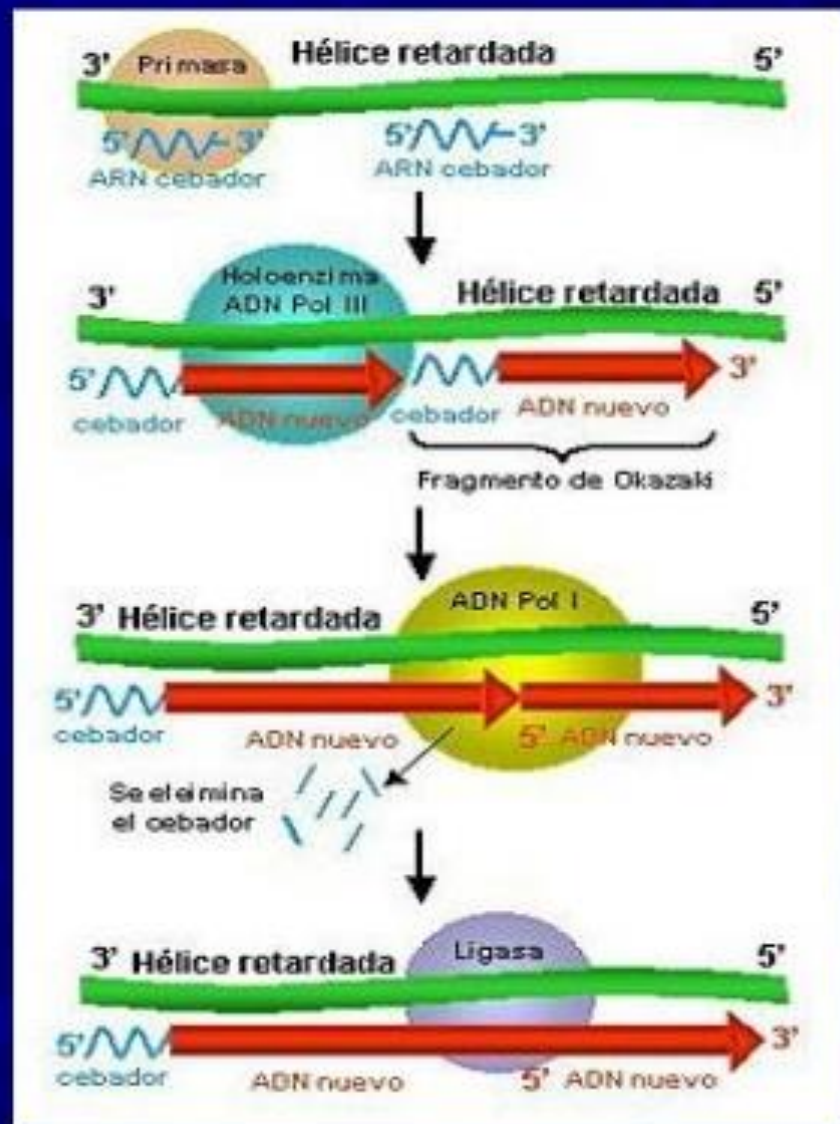 Hélice retardada
3' Primasa 5'
5' 3' 5' 3'
ARN cebador ARN cebador
Holoenzima
ADN Pol III
3' Hélice retardada 5'
5' 3'
cebador ADN nuevo cebador ADN nuevo
Fragmento de Okazaki
ADN Pol I
3' Hélice retardada 5'
5' 3'
cebador ADN nuevo 5' ADN nuevo
Se eleimina
el cebador
Ligasa
3' Hélice retardada 5'
5' 3'
cebador ADN nuevo 5' ADN nuevo